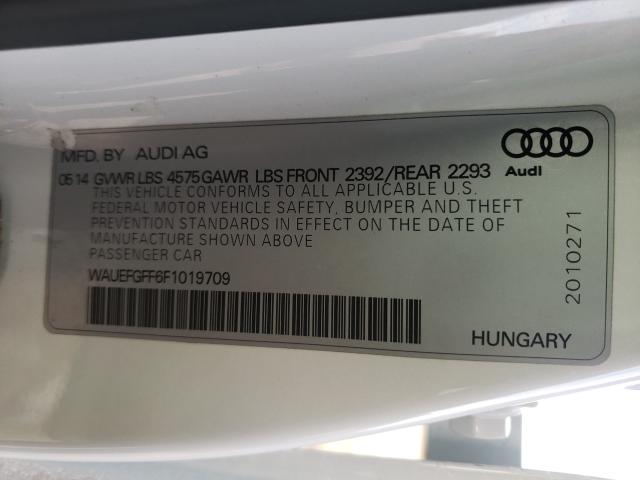 MFD. BY AUDI AG
05 14 GVWR LBS 4575 GAWR LBS FRONT 2392/REAR 2293
THIS VEHICLE CONFORMS TO ALL APPLICABLE U.S.
FEDERAL MOTOR VEHICLE SAFETY, BUMPER AND THEFT
PREVENTION STANDARDS IN EFFECT ON THE DATE OF
MANUFACTURE SHOWN ABOVE
PASSENGER CAR
WAUEFGFF6F1019709
Audi
2010271
HUNGARY